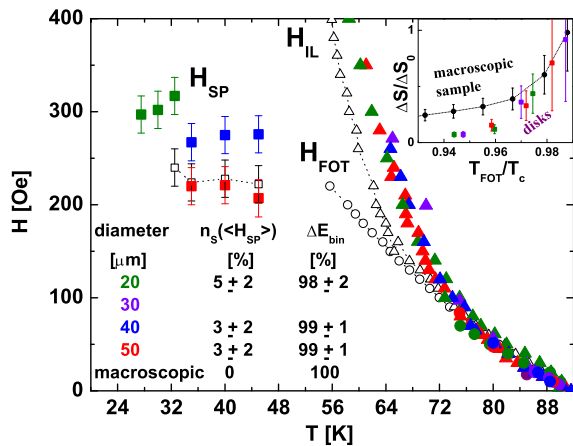 400
300
200
100
0
H [Oe]
24 32 40 48 56 64 72 80 88
T [K]
H_SP
H_IL
H_FOT
diameter n_S(<H_SP>) ΔE_bin
[μm] [%] [%]
20 5 ± 2 98 ± 2
30
40 3 ± 2 99 ± 1
50 3 ± 2 99 ± 1
macroscopic 0 100
ΔS/ΔS_0
1
0
macroscopic
sample
disks
0.94 0.96 0.98
T_FOT/T_c